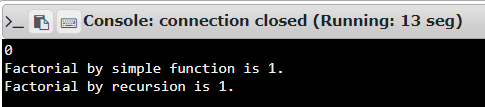 >_ Console: connection closed (Running: 13 seg)
0
Factorial by simple function is 1.
Factorial by recursion is 1.